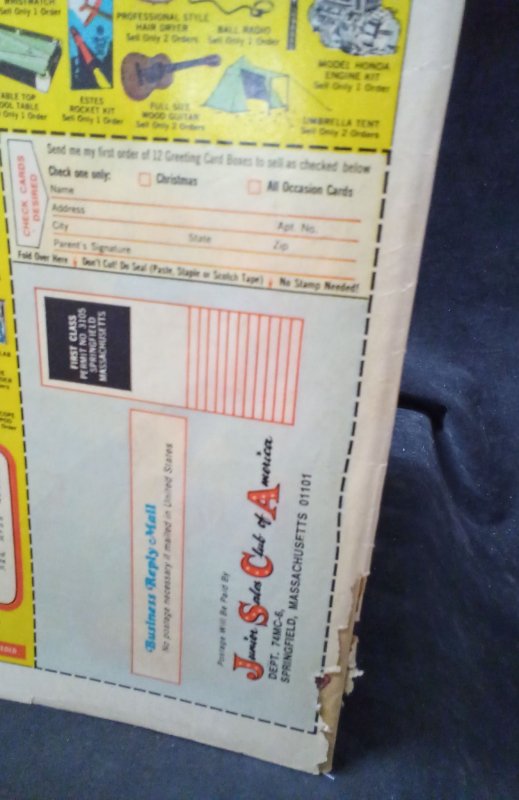 WRISTWATCH
Sell Only 1 Order
PROFESSIONAL STYLE
HAIR DRYER
Sell Only 2 Orders
BALL RADIO
Sell Only 1 Order
MODEL HONDA
ENGINE KIT
Sell Only 1 Order
TABLE TOP
POOL TABLE
Only 1 Order
ESTES
ROCKET KIT
Sell Only 1 Order
FULL SIZE
WOOD GUITAR
Sell Only 2 Orders
UMBRELLA TENT
Sell Only 2 Orders
CHECK CARDS
DESIRED
Send me my first order of 12 Greeting Card Boxes to sell as checked below
Check one only: Christmas All Occasion Cards
Name
Address Apt. No.
City State Zip
Parent's Signature
Fold Over Here Don't Cut! Do Seal (Paste, Staple or Scotch Tape) No Stamp Needed!
FIRST CLASS
PERMIT NO. 3105
SPRINGFIELD
MASSACHUSETTS
Business Reply Mail
No postage necessary if mailed in United States
Postage Will Be Paid By
Junior Sales Club of America
DEPT. 74MC-6,
SPRINGFIELD, MASSACHUSETTS 01101